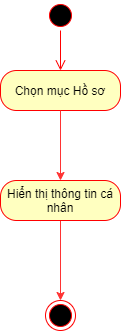 Chọn mục Hồ sơ
Hiển thị thông tin cá
nhân